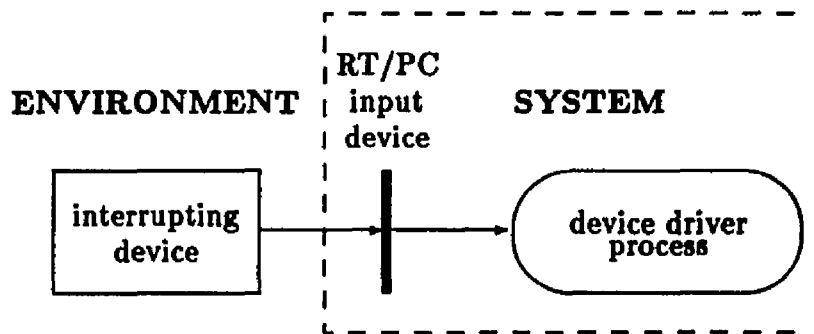 RT/PC
input
device
ENVIRONMENT
SYSTEM
interrupting
device
device driver
process